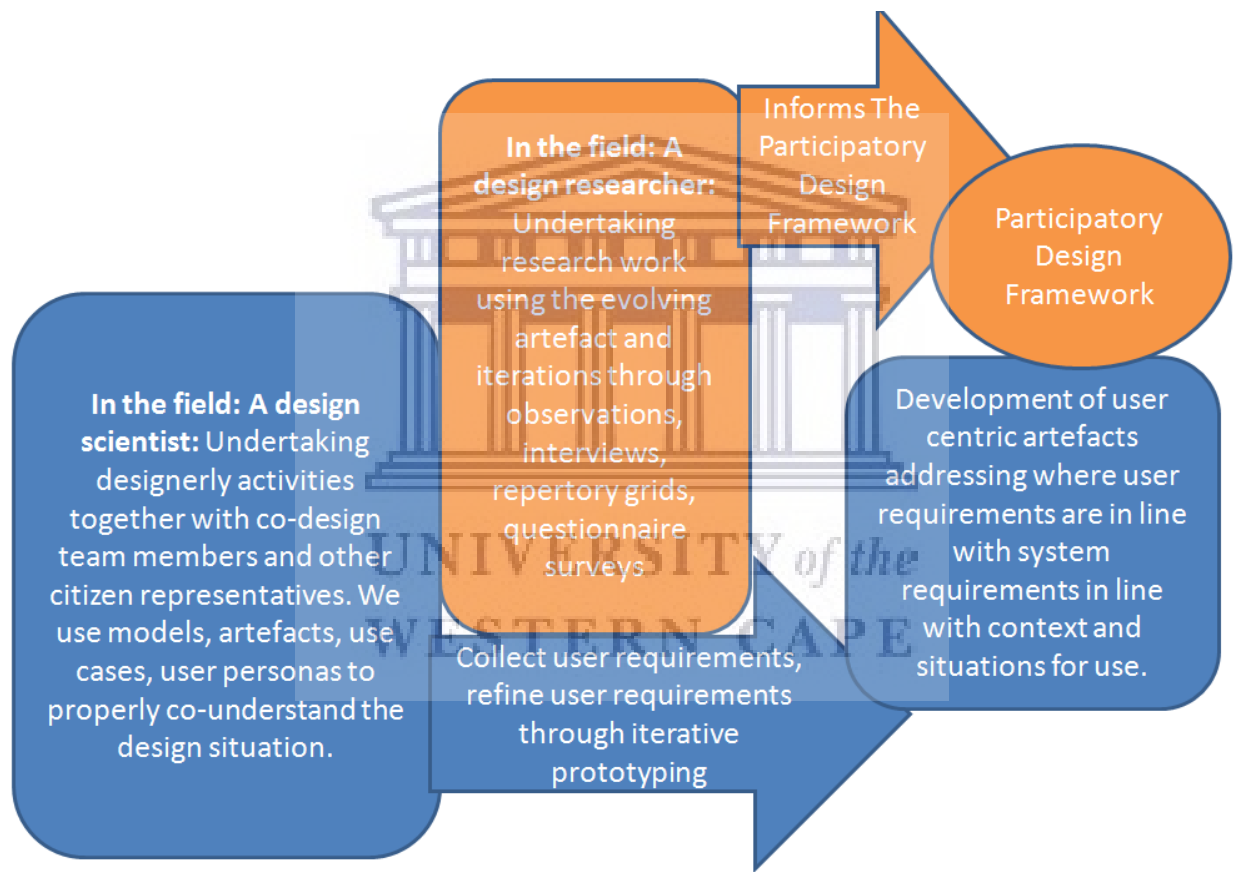 In the field: A design
scientist: Undertaking
designerly activities
together with co-design
team members and other
citizen representatives. We
use models, artefacts, use
cases, user personas to
properly co-understand the
design situation.
In the field: A
design researcher:
Undertaking
research work
using the evolving
artefact and
iterations through
observations,
interviews,
repertory grids,
questionnaire
surveys
Informs The
Participatory
Design
Framework
Participatory
Design
Framework
Collect user requirements,
refine user requirements
through iterative
prototyping
Development of user
centric artefacts
addressing where user
requirements are in line
with system
requirements in line
with context and
situations for use.
UNIVERSITY of the
WESTERN CAPE